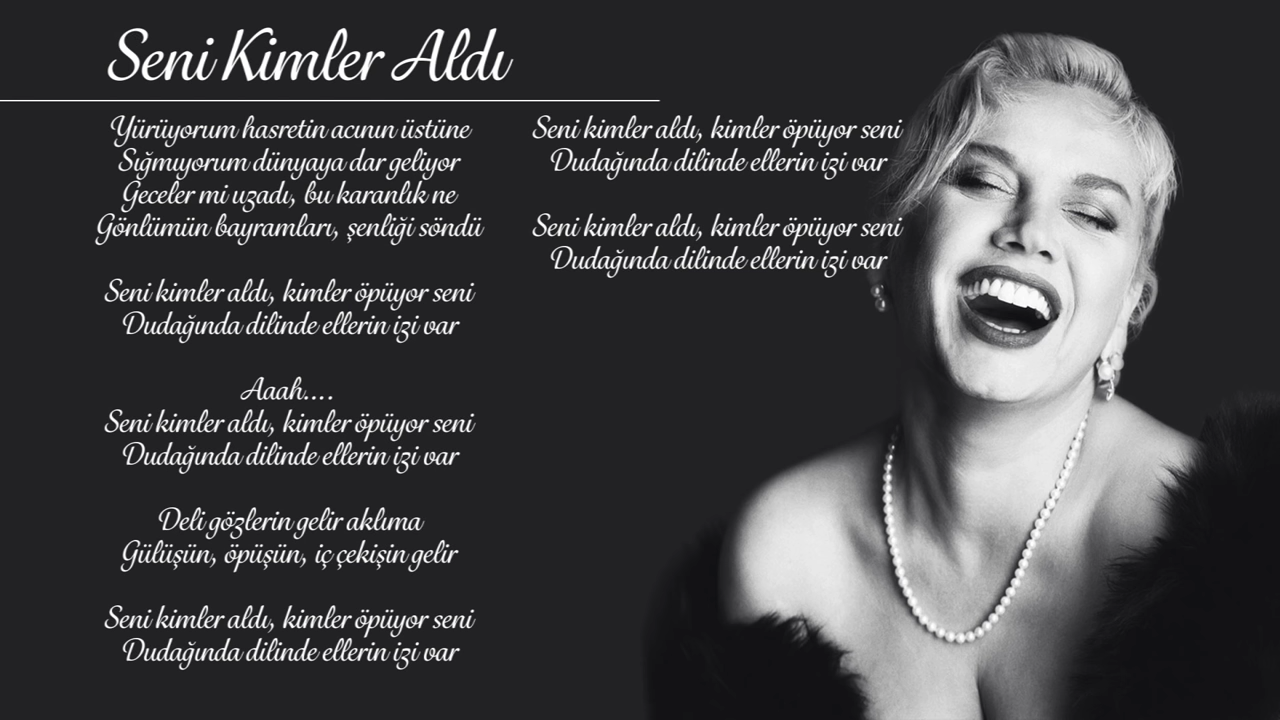 Seni Kimler Aldı
Yürüyorum hasretin acının üstüne
Sığmıyorum dünyaya dar geliyor
Geceler mi uzadı, bu karanlık ne
Gönlümün bayramları, şenliği söndü
Seni kimler aldı, kimler öpüyor seni
Dudağında dilinde ellerin izi var
Aaah....
Seni kimler aldı, kimler öpüyor seni
Dudağında dilinde ellerin izi var
Deli gözlerin gelir aklıma
Gülüşün, öpüşün, iç çekişin gelir
Seni kimler aldı, kimler öpüyor seni
Dudağında dilinde ellerin izi var
Seni kimler aldı, kimler öpüyor seni
Dudağında dilinde ellerin izi var
Seni kimler aldı, kimler öpüyor seni
Dudağında dilinde ellerin izi var